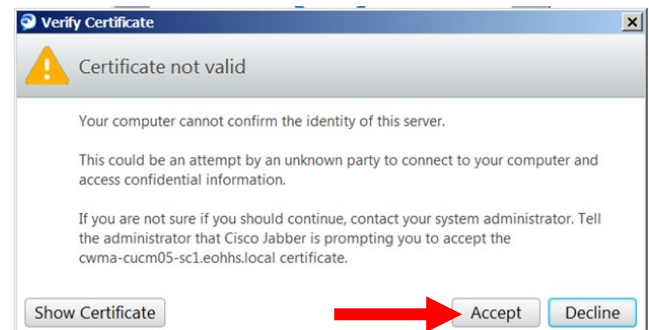 Verify Certificate
Certificate not valid
Your computer cannot confirm the identity of this server.
This could be an attempt by an unknown party to connect to your computer and
access confidential information.
If you are not sure if you should continue, contact your system administrator. Tell
the administrator that Cisco Jabber is prompting you to accept the
cwma-cucm05-sc1.eohhs.local certificate.
Show Certificate Accept Decline